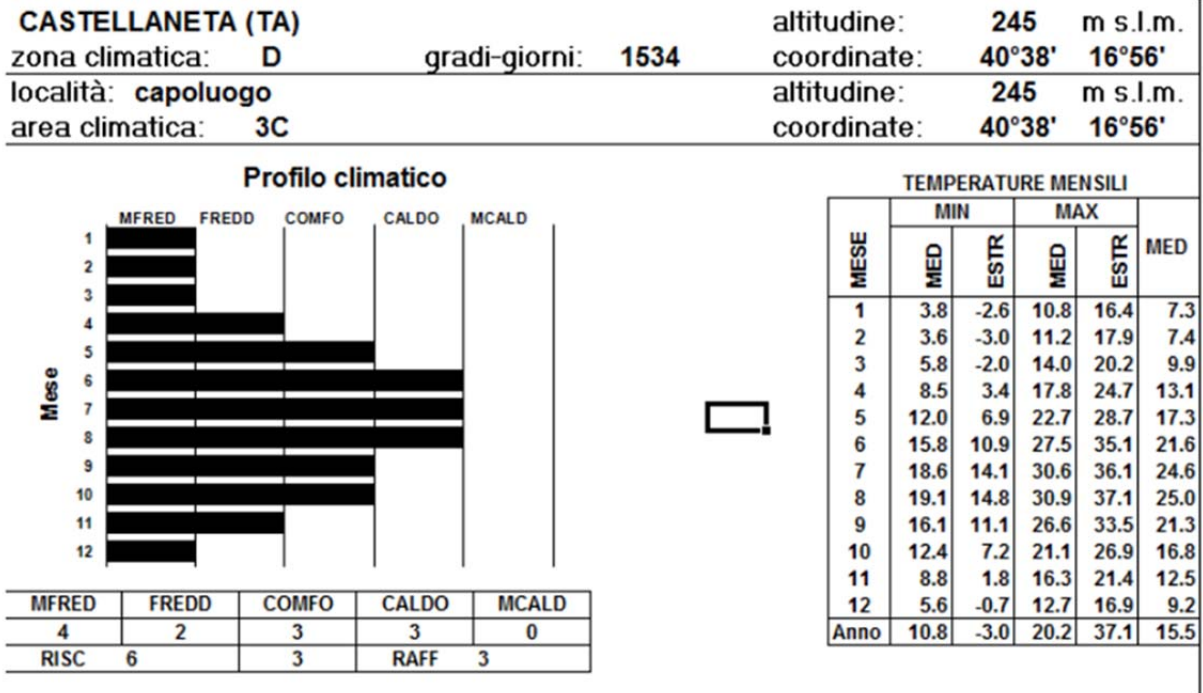 CASTELLANETA (TA) altitudine: 245 m s.l.m.
zona climatica: D gradi-giorni: 1534 coordinate: 40°38' 16°56'
località: capoluogo altitudine: 245 m s.l.m.
area climatica: 3C coordinate: 40°38' 16°56'
Profilo climatico
MFRED FREDD COMFO CALDO MCALD
Mese
1
2
3
4
5
6
7
8
9
10
11
12
MFRED FREDD COMFO CALDO MCALD
4 2 3 3 0
RISC 6 3 RAFF 3
TEMPERATURE MENSILI
MIN MAX
MESE MED ESTR MED ESTR MED
1 3.8 -2.6 10.8 16.4 7.3
2 3.6 -3.0 11.2 17.9 7.4
3 5.8 -2.0 14.0 20.2 9.9
4 8.5 3.4 17.8 24.7 13.1
5 12.0 6.9 22.7 28.7 17.3
6 15.8 10.9 27.5 35.1 21.6
7 18.6 14.1 30.6 36.1 24.6
8 19.1 14.8 30.9 37.1 25.0
9 16.1 11.1 26.6 33.5 21.3
10 12.4 7.2 21.1 26.9 16.8
11 8.8 1.8 16.3 21.4 12.5
12 5.6 -0.7 12.7 16.9 9.2
Anno 10.8 -3.0 20.2 37.1 15.5